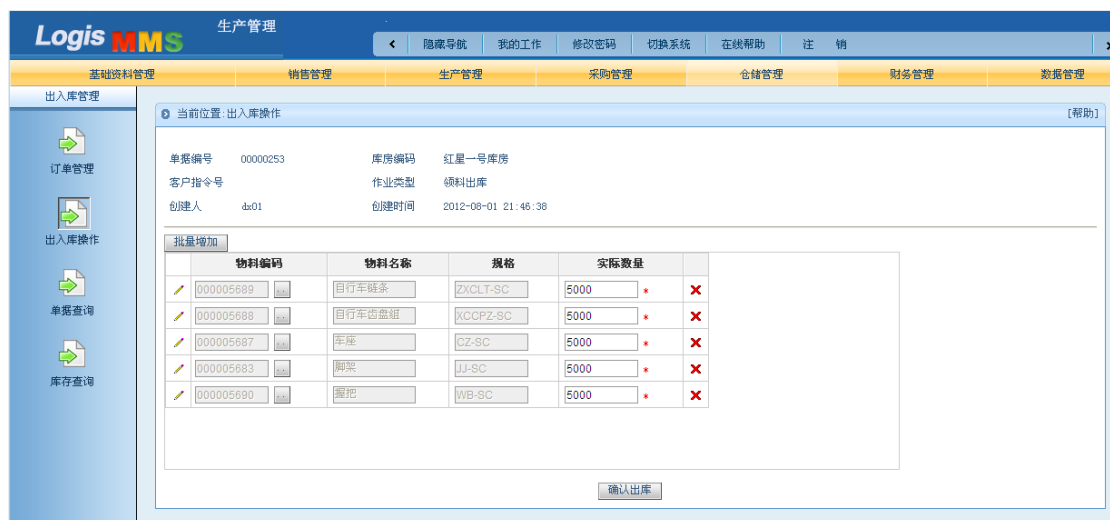 生产管理
Logis MMS
隐藏导航 我的工作 修改密码 切换系统 在线帮助 注 销
基础资料管理 销售管理 生产管理 采购管理 仓储管理 财务管理 数据管理
出入库管理
当前位置:出入库操作 [帮助]
订单管理
出入库操作
单据查询
库存查询
单据编号 00000253 库房编码 红星一号库房
客户指令号 作业类型 领料出库
创建人 dx01 创建时间 2012-08-01 21:46:38
批量增加
物料编码 物料名称 规格 实际数量
000005689 .. 自行车链条 ZXCLT-SC 5000 *
000005688 .. 自行车齿盘组 XCCPZ-SC 5000 *
000005687 .. 车座 CZ-SC 5000 *
000005683 .. 脚架 JJ-SC 5000 *
000005690 .. 握把 WB-SC 5000 *
确认出库